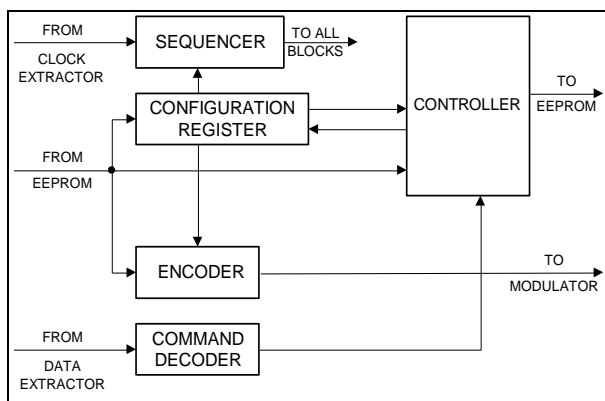 FROM
CLOCK
EXTRACTOR
SEQUENCER
TO ALL
BLOCKS
CONFIGURATION
REGISTER
CONTROLLER
TO
EEPROM
FROM
EEPROM
ENCODER
TO
MODULATOR
FROM
DATA
EXTRACTOR
COMMAND
DECODER